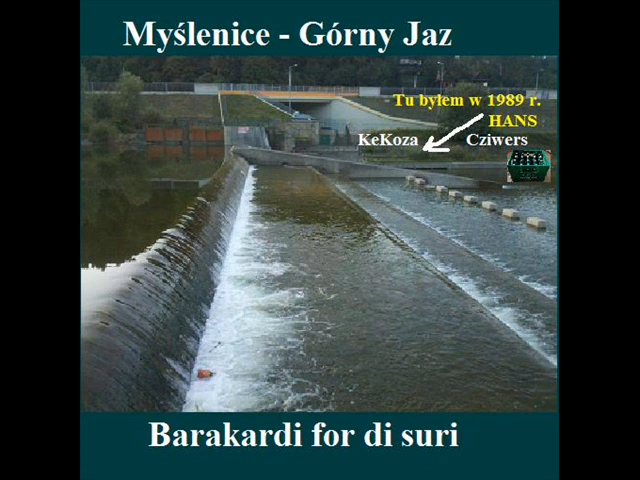 Myślenice - Górny Jaz
Tu byłem w 1989 r.
HANS
KeKoza Cziwers
Barakardi for di suri